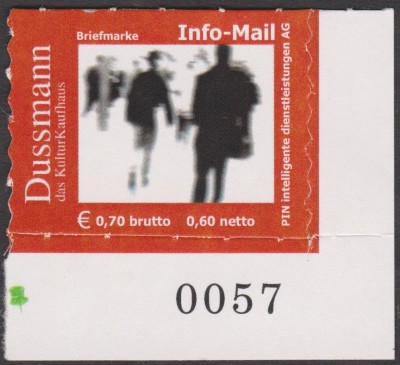 Briefmarke
Info-Mail
Dussmann
das KulturKaufhaus
PIN intelligente dienstleistungen AG
€ 0,70 brutto 0,60 netto
0057